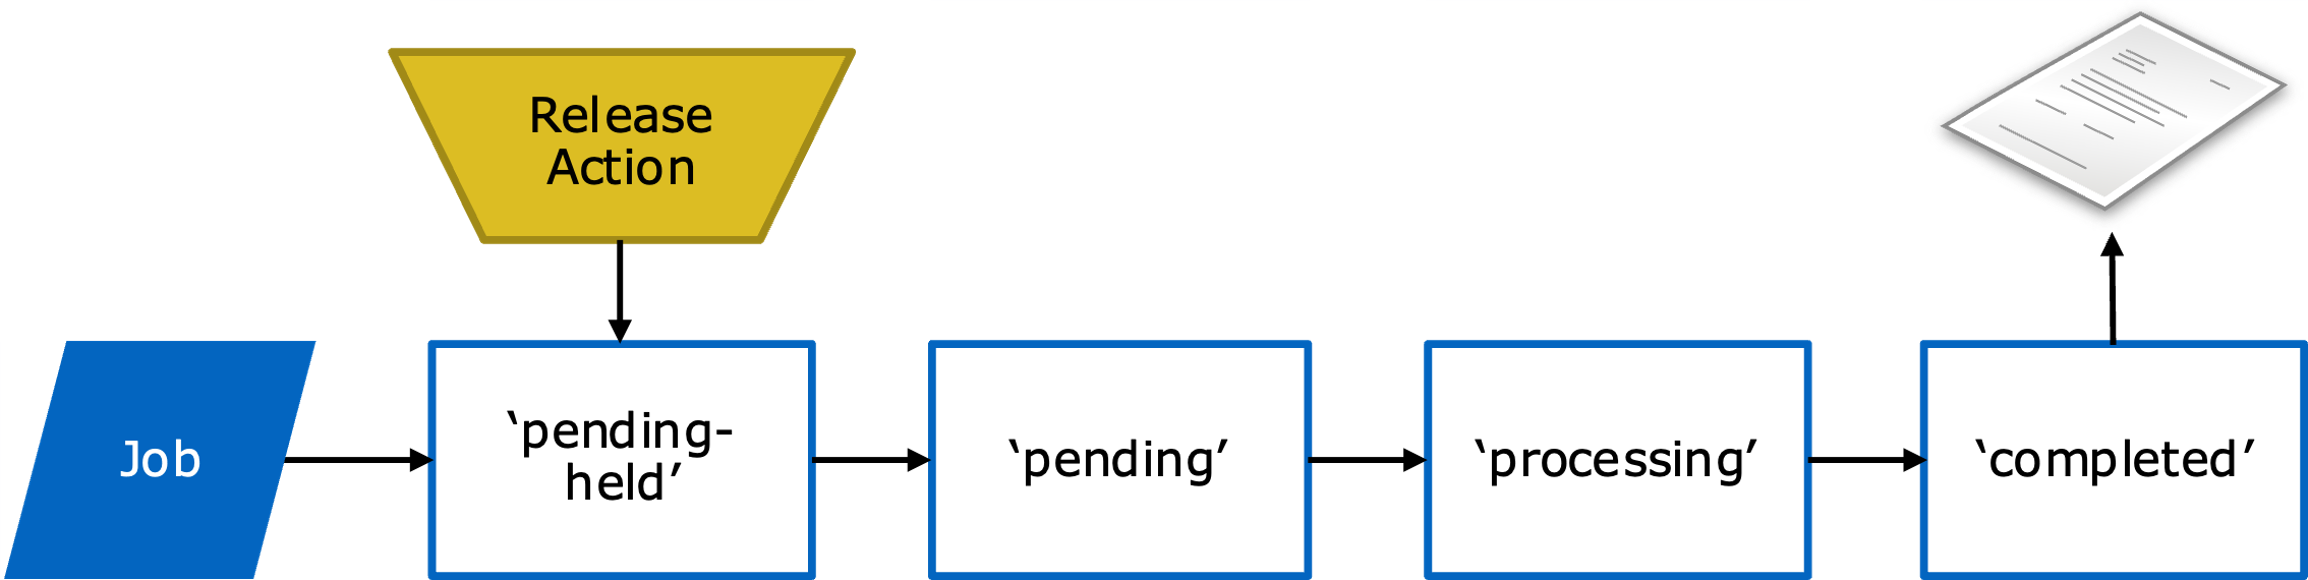 Release
Action
Job
‘pending-
held’
‘pending’
‘processing’
‘completed’